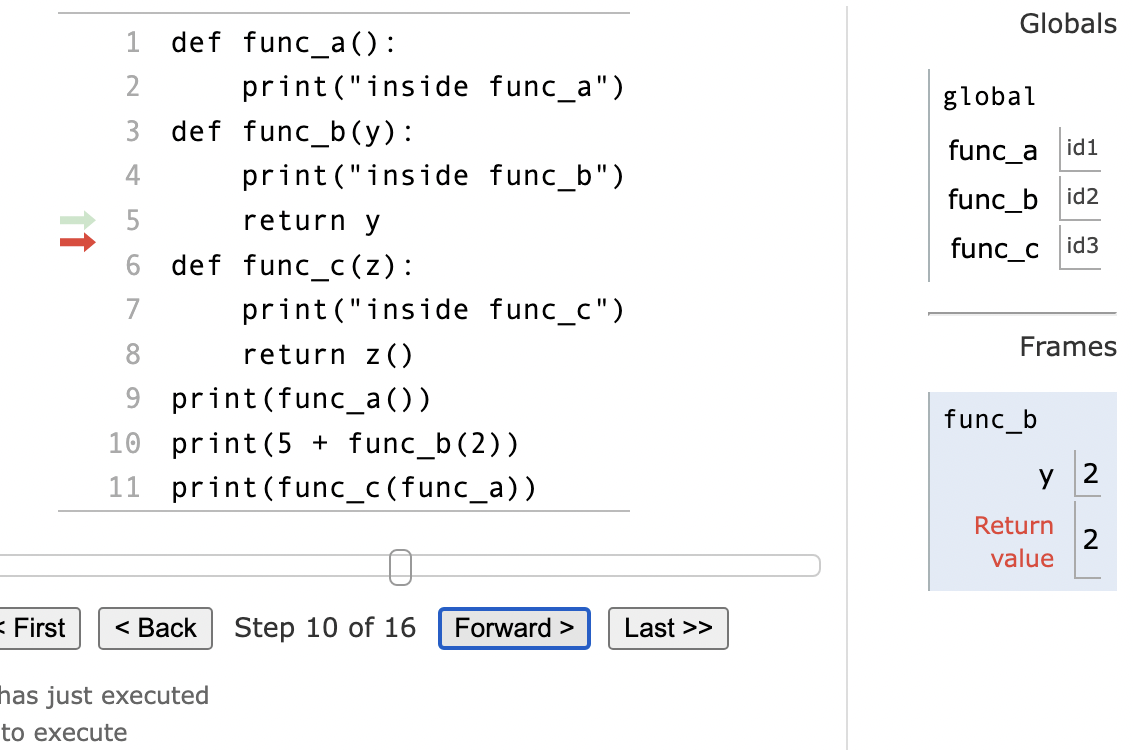 1 def func_a():
2     print("inside func_a")
3 def func_b(y):
4     print("inside func_b")
5     return y
6 def func_c(z):
7     print("inside func_c")
8     return z()
9 print(func_a())
10 print(5 + func_b(2))
11 print(func_c(func_a))
< First
< Back
Step 10 of 16
Forward >
Last >>
has just executed
to execute
Globals
global
func_a id1
func_b id2
func_c id3
Frames
func_b
y 2
Return
value 2